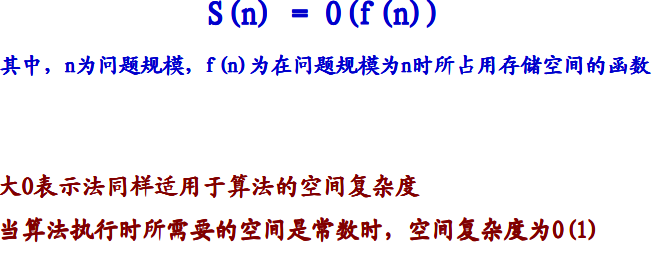 S(n) = O(f(n))
其中，n为问题规模，f(n)为在问题规模为n时所占用存储空间的函数
大O表示法同样适用于算法的空间复杂度
当算法执行时所需要的空间是常数时，空间复杂度为O(1)